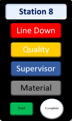 Station 8
Line Down
Quality
Supervisor
Material